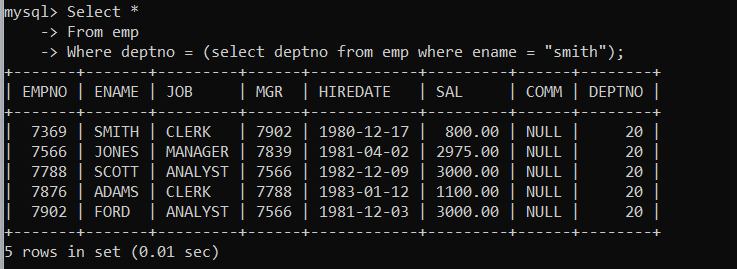 mysql> Select *
    -> From emp
    -> Where deptno = (select deptno from emp where ename = "smith");
+-------+-------+---------+------+------------+---------+------+--------+
| EMPNO | ENAME | JOB     | MGR  | HIREDATE   | SAL     | COMM | DEPTNO |
+-------+-------+---------+------+------------+---------+------+--------+
|  7369 | SMITH | CLERK   | 7902 | 1980-12-17 |  800.00 | NULL |     20 |
|  7566 | JONES | MANAGER | 7839 | 1981-04-02 | 2975.00 | NULL |     20 |
|  7788 | SCOTT | ANALYST | 7566 | 1982-12-09 | 3000.00 | NULL |     20 |
|  7876 | ADAMS | CLERK   | 7788 | 1983-01-12 | 1100.00 | NULL |     20 |
|  7902 | FORD  | ANALYST | 7566 | 1981-12-03 | 3000.00 | NULL |     20 |
+-------+-------+---------+------+------------+---------+------+--------+
5 rows in set (0.01 sec)